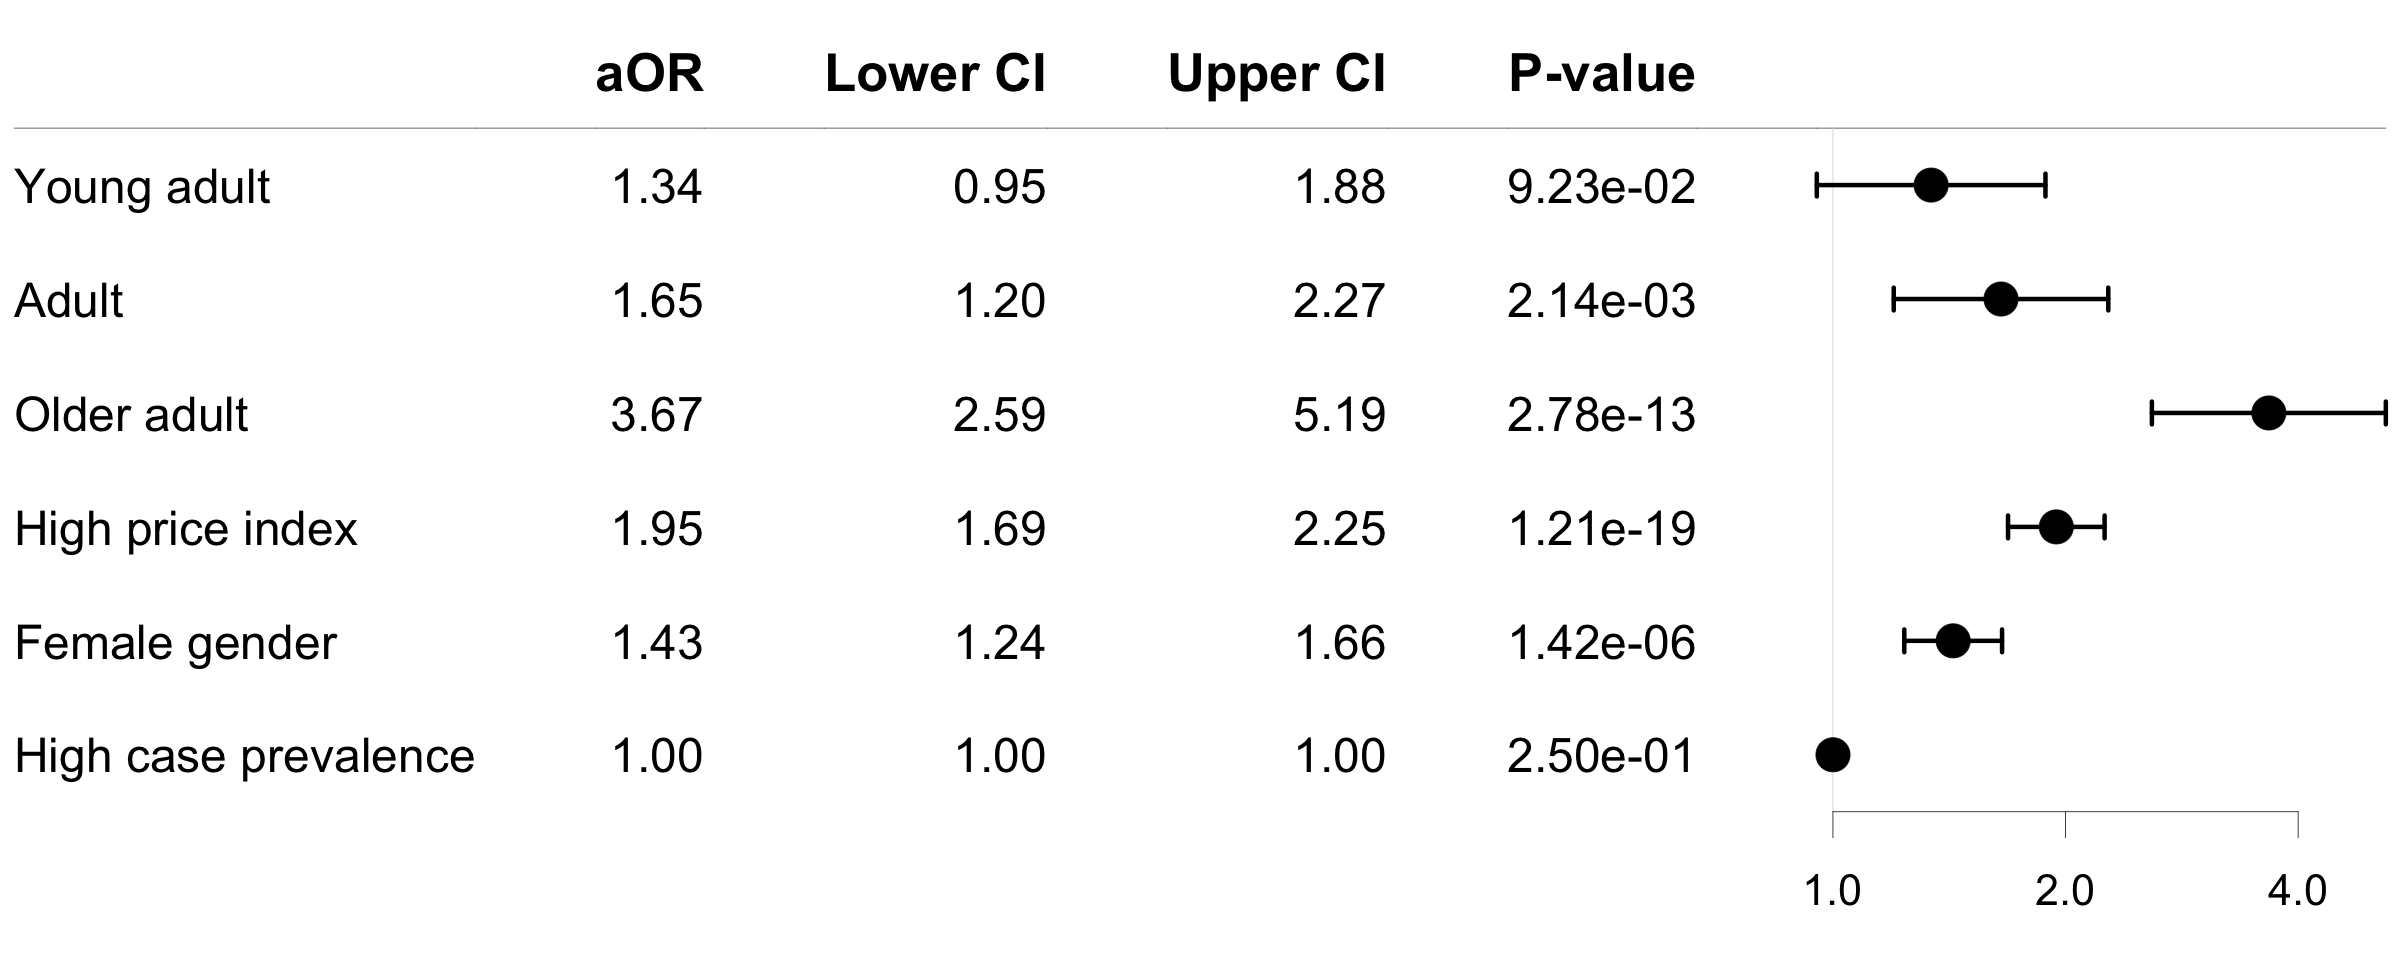 aOR Lower CI Upper CI P-value
Young adult 1.34 0.95 1.88 9.23e-02
Adult 1.65 1.20 2.27 2.14e-03
Older adult 3.67 2.59 5.19 2.78e-13
High price index 1.95 1.69 2.25 1.21e-19
Female gender 1.43 1.24 1.66 1.42e-06
High case prevalence 1.00 1.00 1.00 2.50e-01
1.0 2.0 4.0